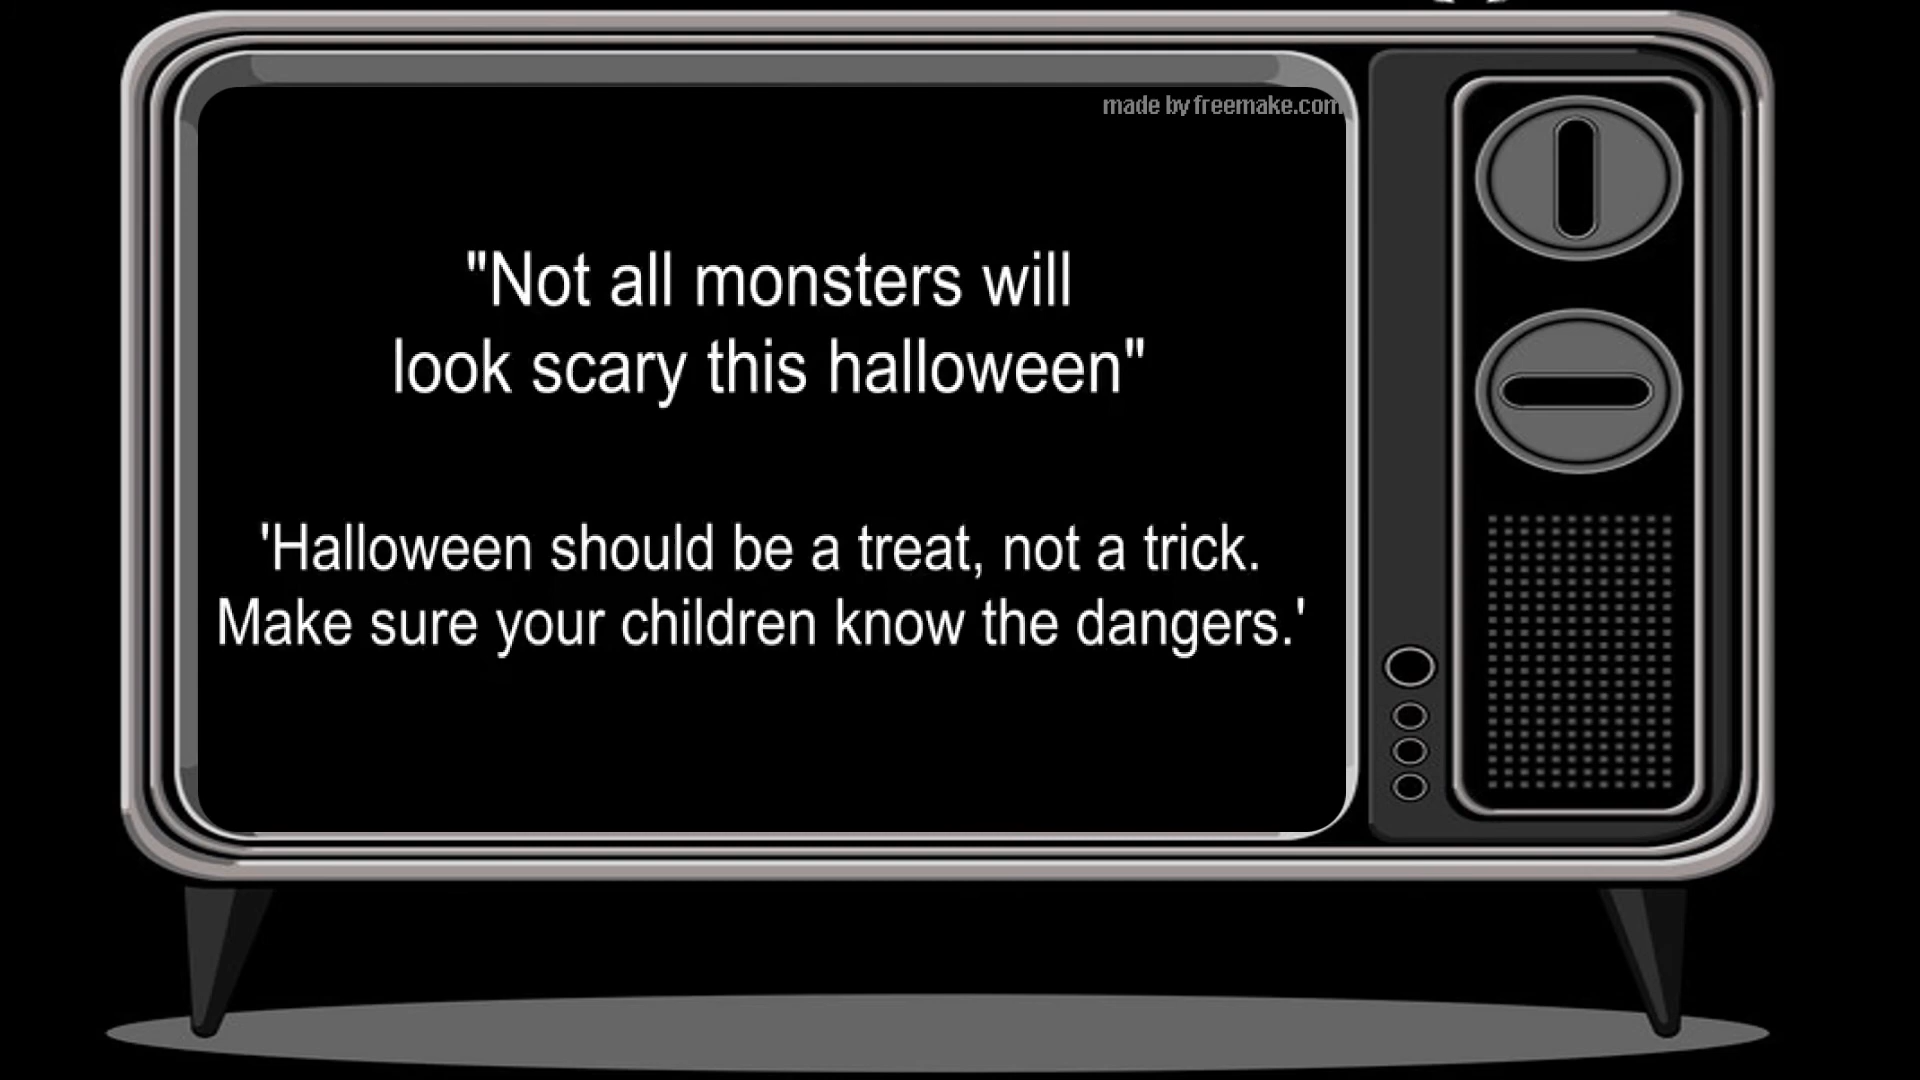 made by freemake.com
"Not all monsters will
look scary this halloween"
'Halloween should be a treat, not a trick.
Make sure your children know the dangers.'